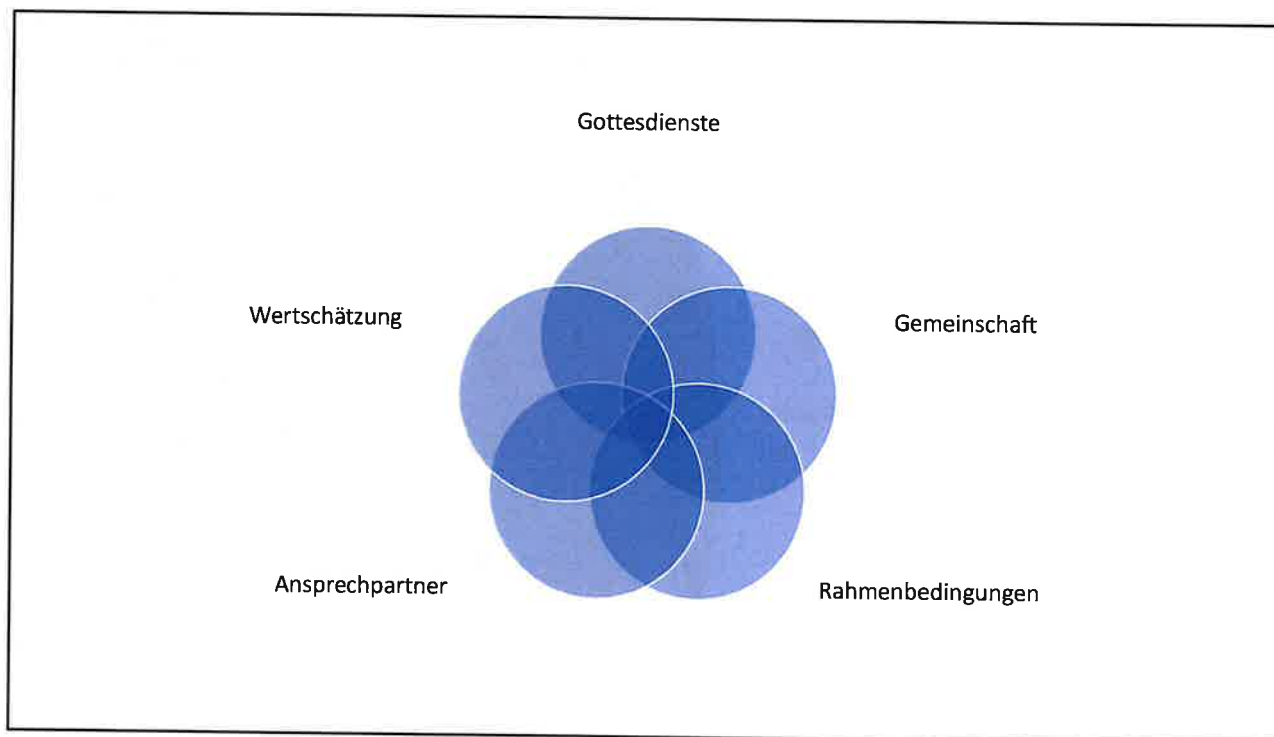 Gottesdienste
Wertschätzung
Gemeinschaft
Ansprechpartner
Rahmenbedingungen